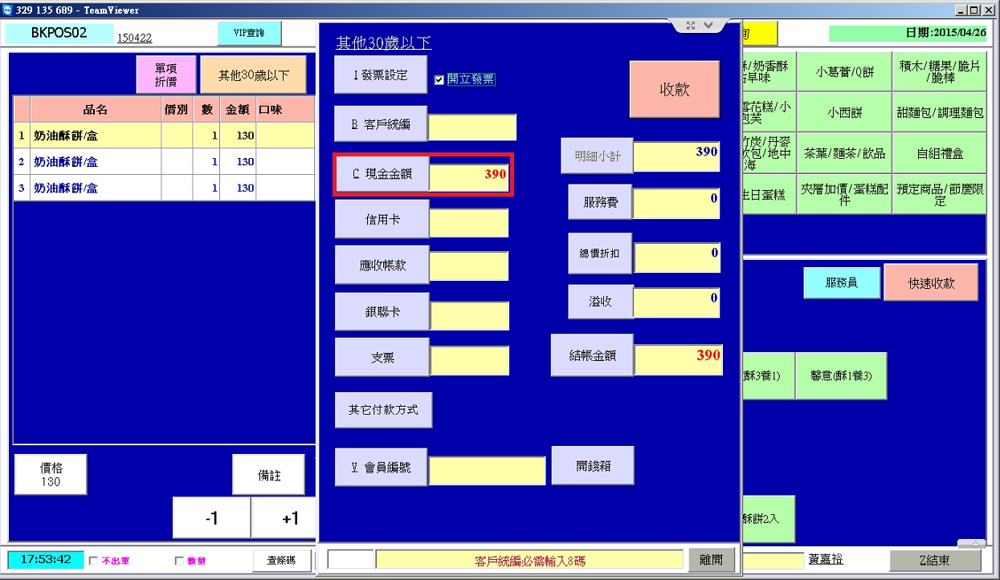 329 135 689 - TeamViewer
BKPOS02
150422
VIP查詢
詢
日期:2015/04/26
單項
折價
其他30歲以下
品名 價別 數 金額 口味
1 奶油酥餅/盒 1 130
2 奶油酥餅/盒 1 130
3 奶油酥餅/盒 1 130
價格
130
備註
-1
+1
17:53:42
不出單
數量
查條碼
其他30歲以下
I 發票設定
開立發票
收款
B 客戶統編
C 現金金額 390
信用卡
應收帳款
銀聯卡
支票
其它付款方式
V 會員編號
明細小計 390
服務費 0
總價折扣 0
溢收 0
結帳金額 390
開錢箱
客戶統編必需輸入8碼
離開
/奶香酥
古早味
小葛蕾/Q餅
積木/糖果/脆片
/脆棒
雪花糕/小
泡芙
小西餅
甜麵包/調理麵包
竹炭/丹麥
軟包/地中
海
茶葉/麵茶/飲品
自組禮盒
生日蛋糕
夾層加價/蛋糕配
件
預定商品/節慶限
定
服務員
快速收款
(酥3養1)
馨意(酥1養3)
酥餅2入
黃嘉裕
Z結束